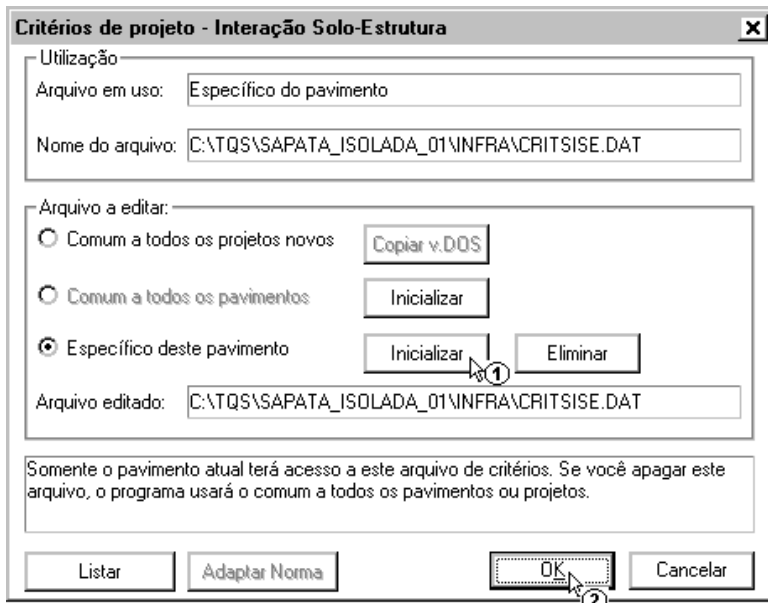 Critérios de projeto - Interação Solo-Estrutura
Utilização
Arquivo em uso: Específico do pavimento
Nome do arquivo: C:\TQS\SAPATA_ISOLADA_01\INFRA\CRITSISE.DAT
Arquivo a editar:
Comum a todos os projetos novos Copiar v.DOS
Comum a todos os pavimentos Inicializar
Específico deste pavimento Inicializar Eliminar
1
Arquivo editado: C:\TQS\SAPATA_ISOLADA_01\INFRA\CRITSISE.DAT
Somente o pavimento atual terá acesso a este arquivo de critérios. Se você apagar este
arquivo, o programa usará o comum a todos os pavimentos ou projetos.
Listar Adaptar Norma OK Cancelar
2